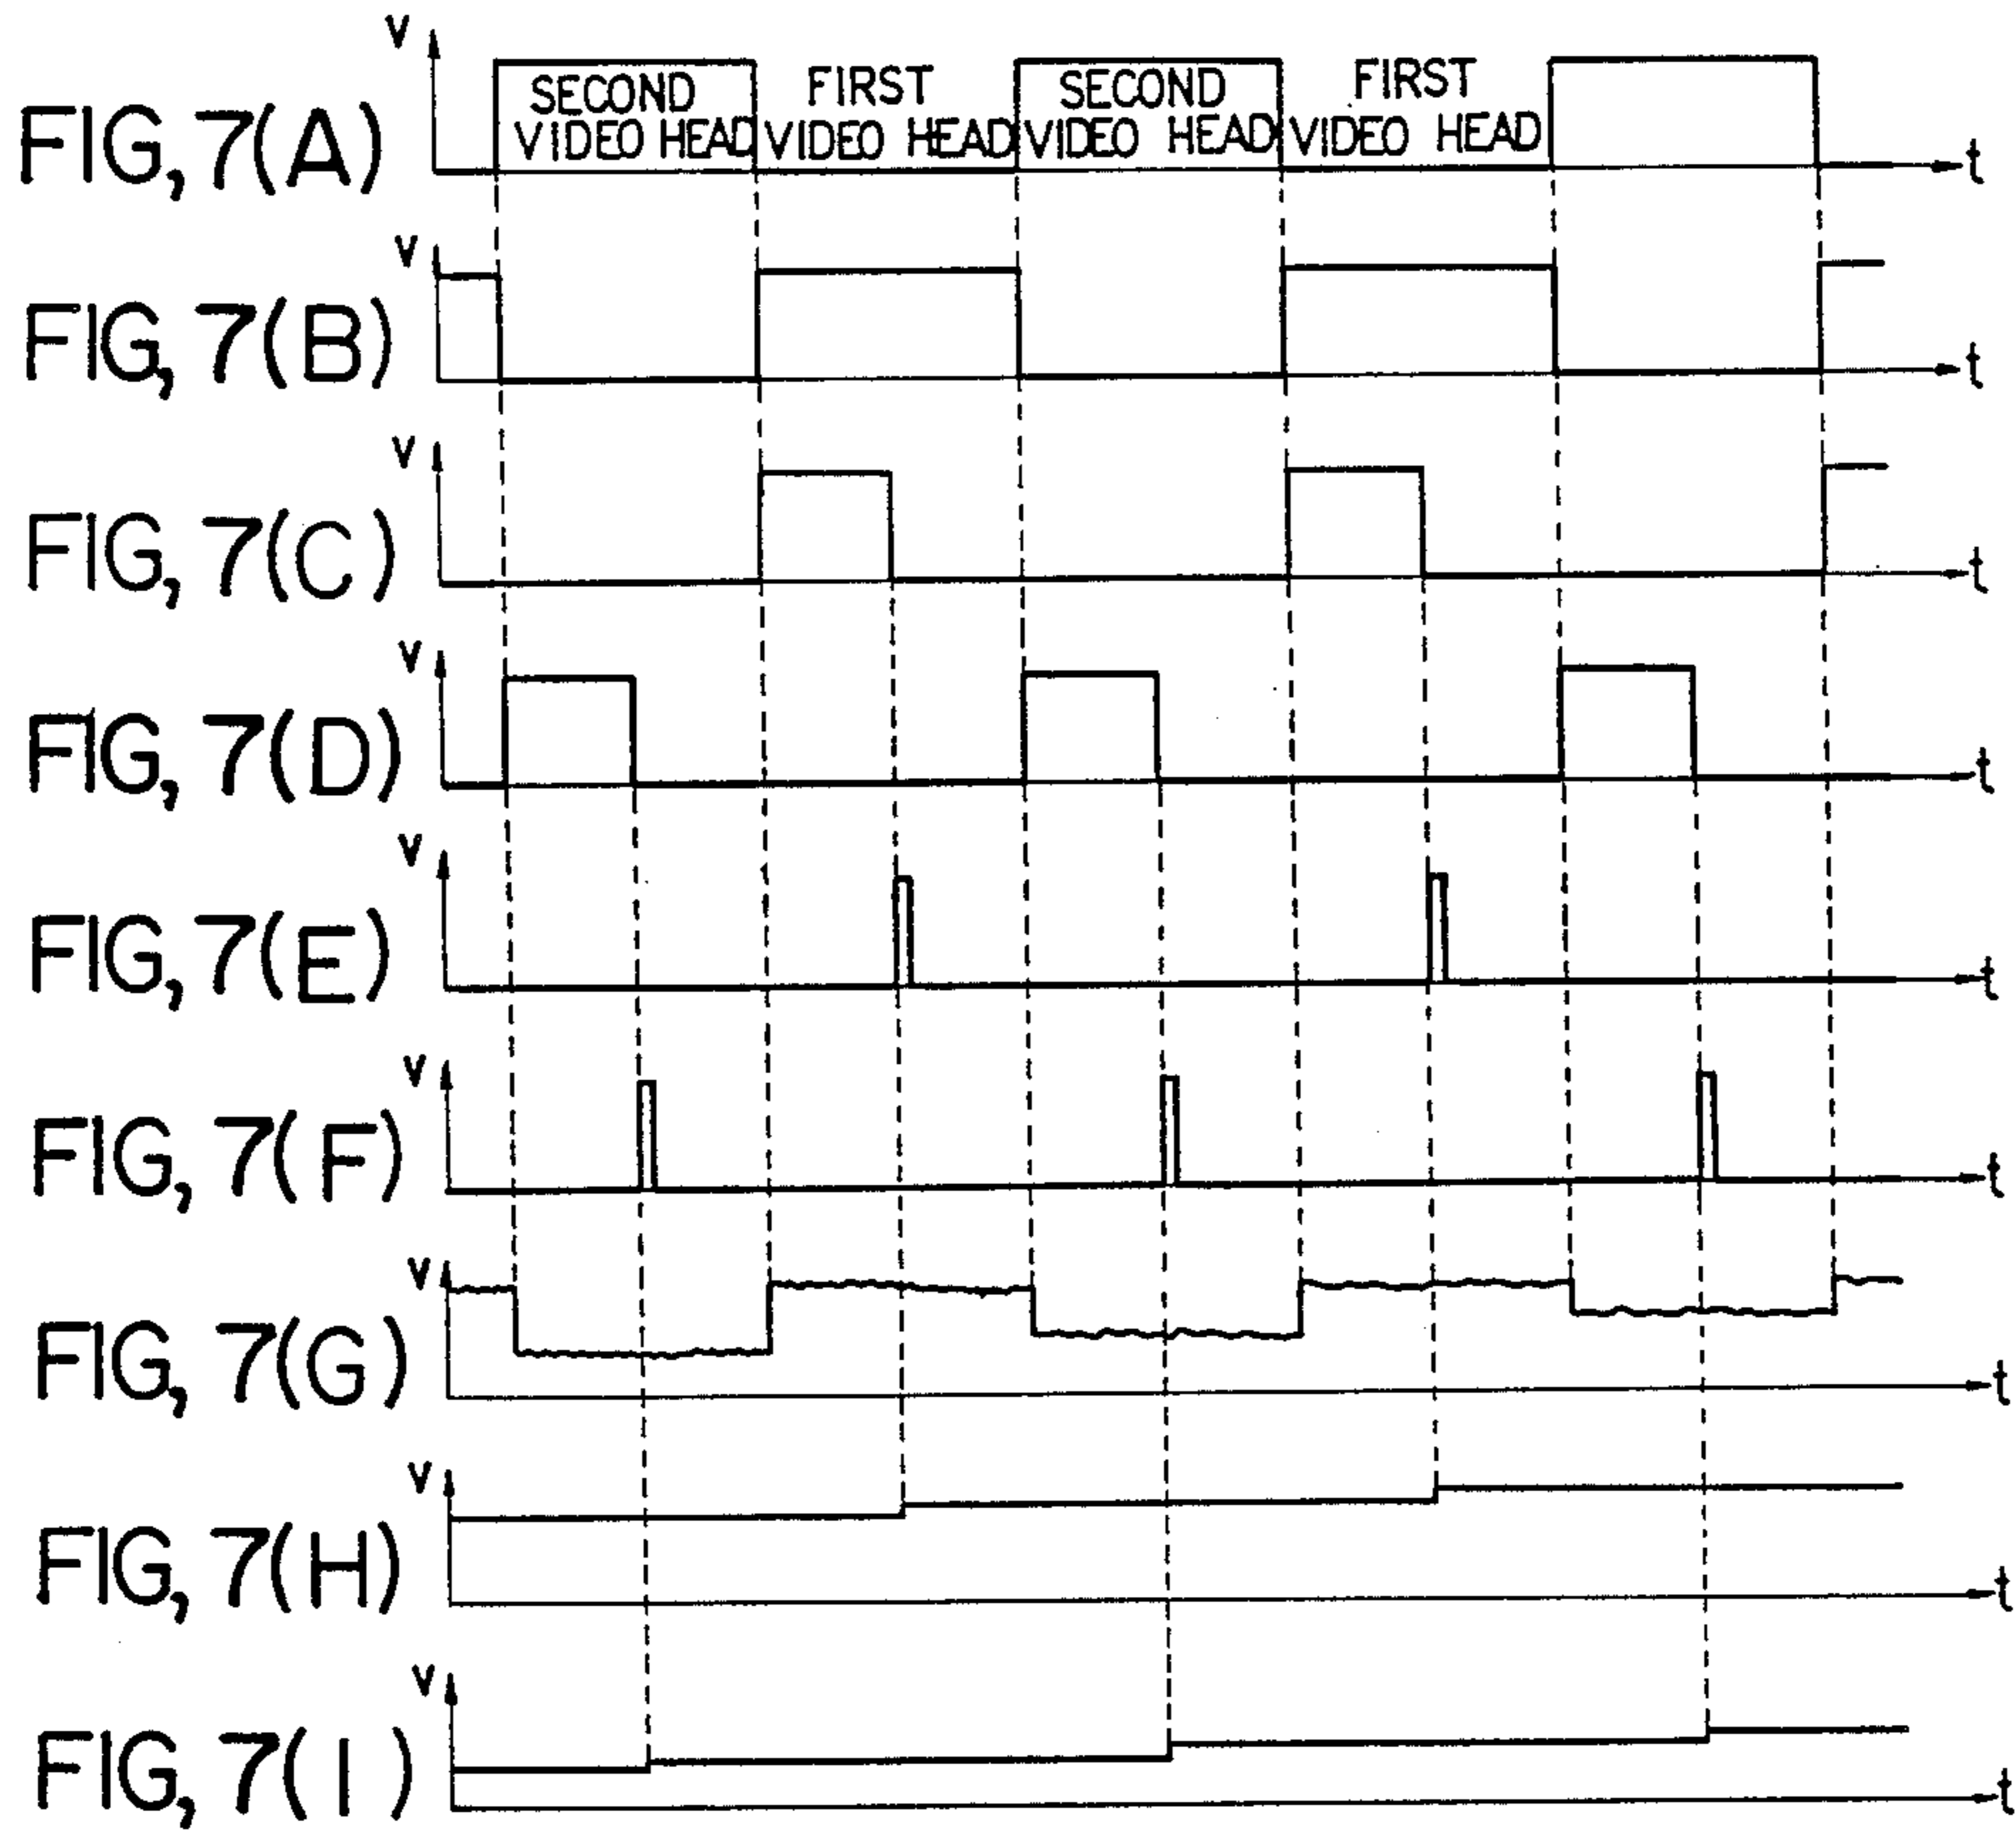 V
SECOND FIRST SECOND FIRST
VIDEO HEAD VIDEO HEAD VIDEO HEAD VIDEO HEAD
FIG, 7(A)
t
V
FIG, 7(B)
t
V
FIG, 7(C)
t
V
FIG, 7(D)
t
V
FIG, 7(E)
t
V
FIG, 7(F)
t
V
FIG, 7(G)
t
V
FIG, 7(H)
t
V
FIG, 7(I)
t